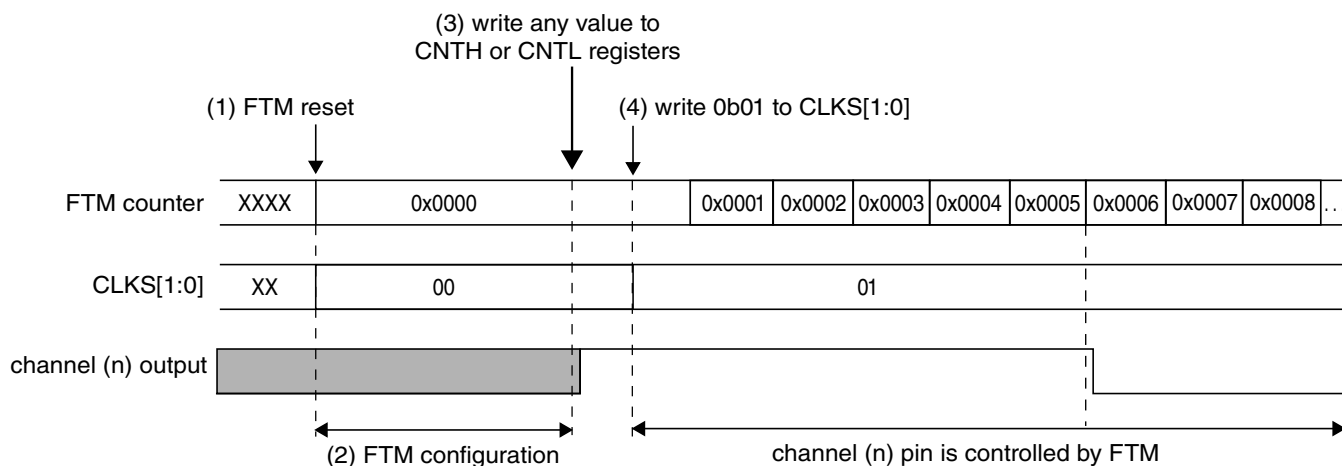 (3) write any value to
CNTH or CNTL registers
(1) FTM reset
(4) write 0b01 to CLKS[1:0]
FTM counter XXXX 0x0000 0x0001 0x0002 0x0003 0x0004 0x0005 0x0006 0x0007 0x0008 ..
CLKS[1:0] XX 00 01
channel (n) output
(2) FTM configuration channel (n) pin is controlled by FTM